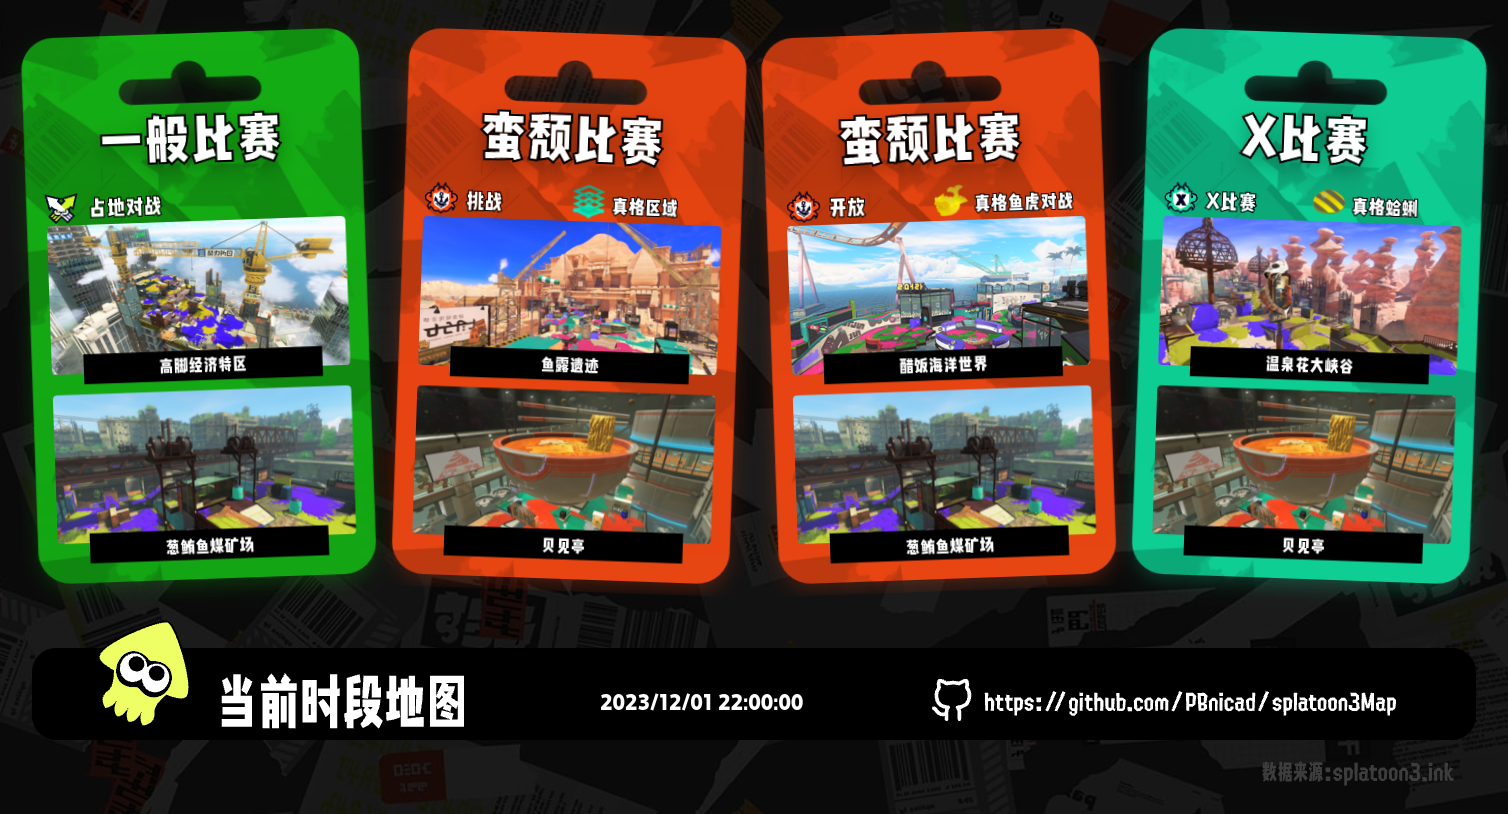 一般比赛
占地对战
高脚经济特区
葱鲔鱼煤矿场
蛮颓比赛
挑战
真格区域
鱼露遗迹
贝见亭
蛮颓比赛
开放
真格鱼虎对战
醋饭海洋世界
葱鲔鱼煤矿场
X比赛
X比赛
真格蛤蜊
温泉花大峡谷
贝见亭
当前时段地图
2023/12/01 22:00:00
https://github.com/PBnicad/splatoon3Map
数据来源:splatoon3.ink